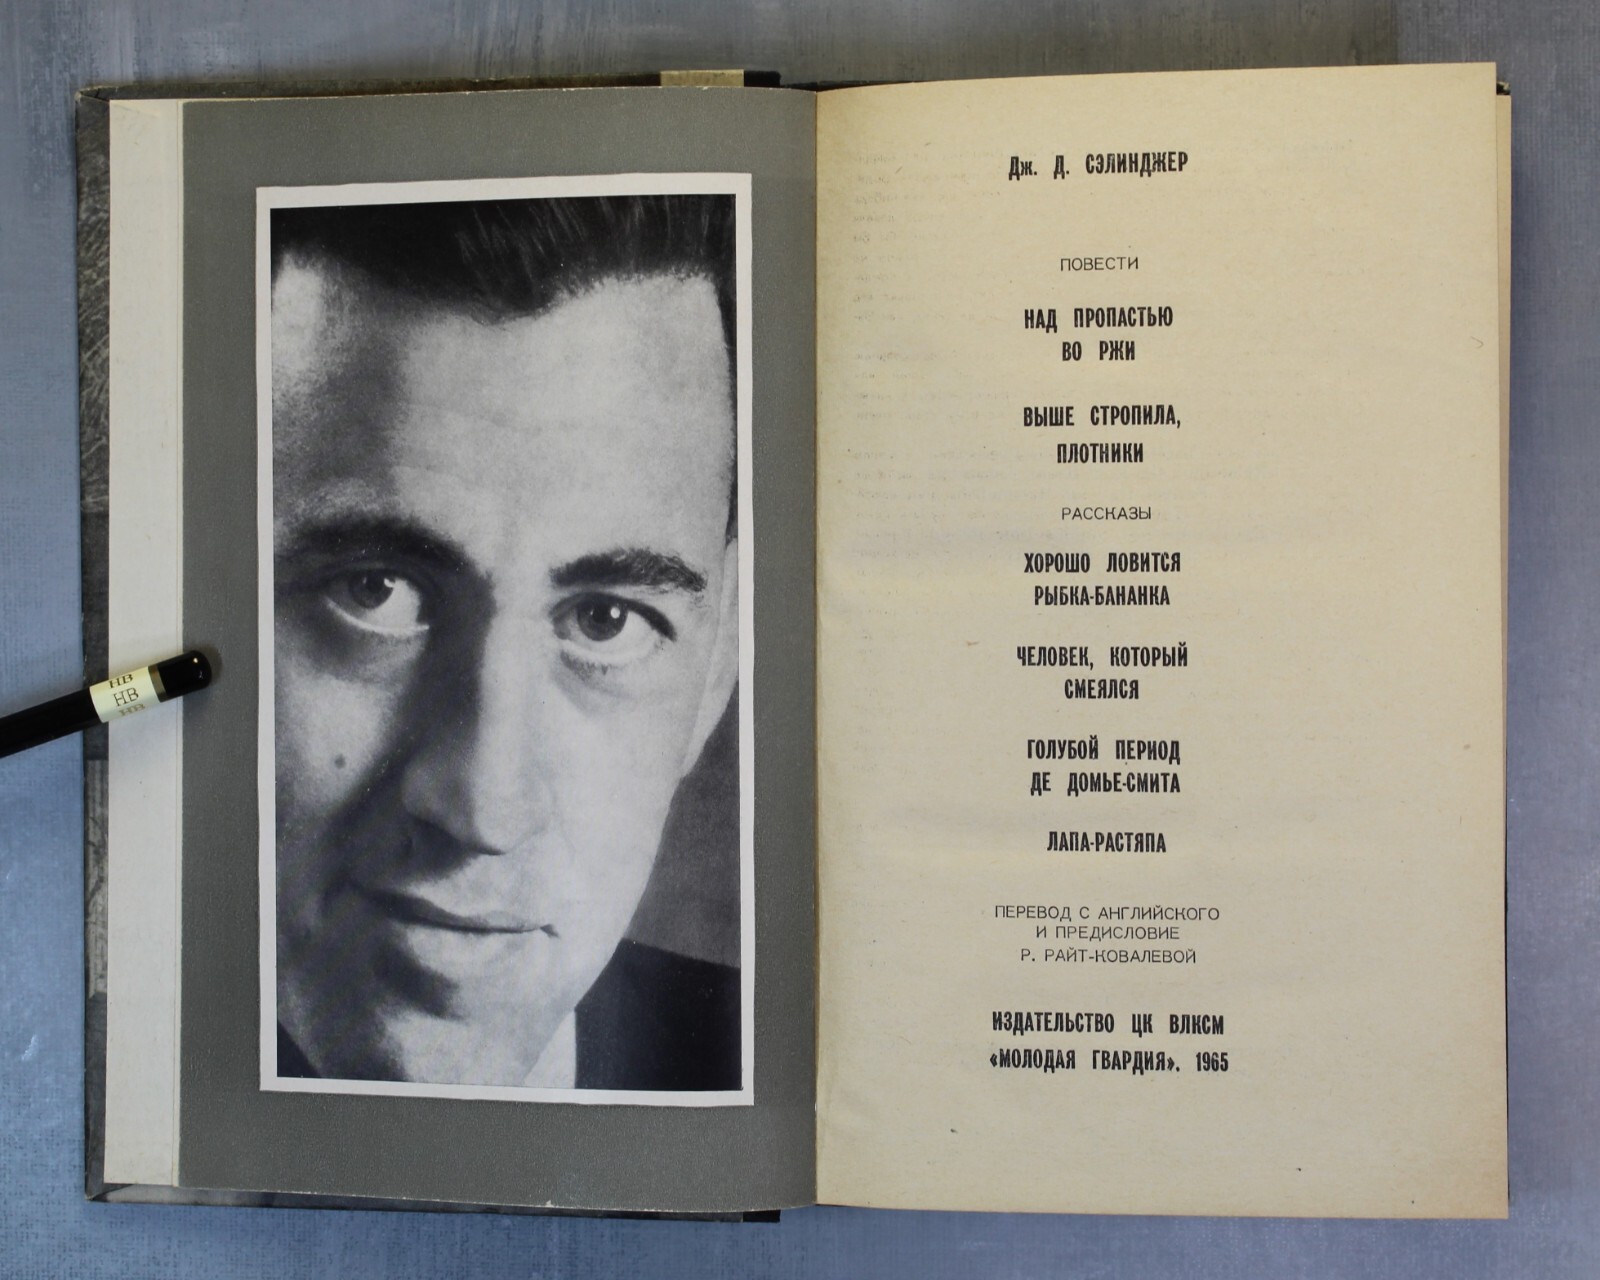 Дж. Д. СЭЛИНДЖЕР
ПОВЕСТИ
НАД ПРОПАСТЬЮ
ВО РЖИ
ВЫШЕ СТРОПИЛА,
ПЛОТНИКИ
РАССКАЗЫ
ХОРОШО ЛОВИТСЯ
РЫБКА-БАНАНКА
ЧЕЛОВЕК, КОТОРЫЙ
СМЕЯЛСЯ
ГОЛУБОЙ ПЕРИОД
ДЕ ДОМЬЕ-СМИТА
ЛАПА-РАСТЯПА
ПЕРЕВОД С АНГЛИЙСКОГО
И ПРЕДИСЛОВИЕ
Р. РАЙТ-КОВАЛЕВОЙ
ИЗДАТЕЛЬСТВО ЦК ВЛКСМ
«МОЛОДАЯ ГВАРДИЯ». 1965
HB
HB
HB